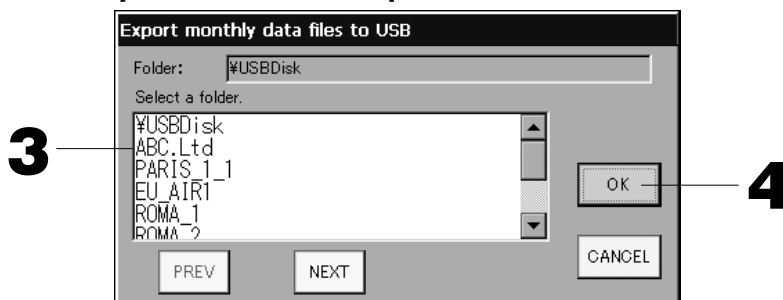 Export monthly data files to USB
Folder: ¥USBDisk
Select a folder.
¥USBDisk
ABC.Ltd
PARIS_1_1
EU_AIR1
ROMA_1
ROMA_2
3
OK
4
PREV
NEXT
CANCEL